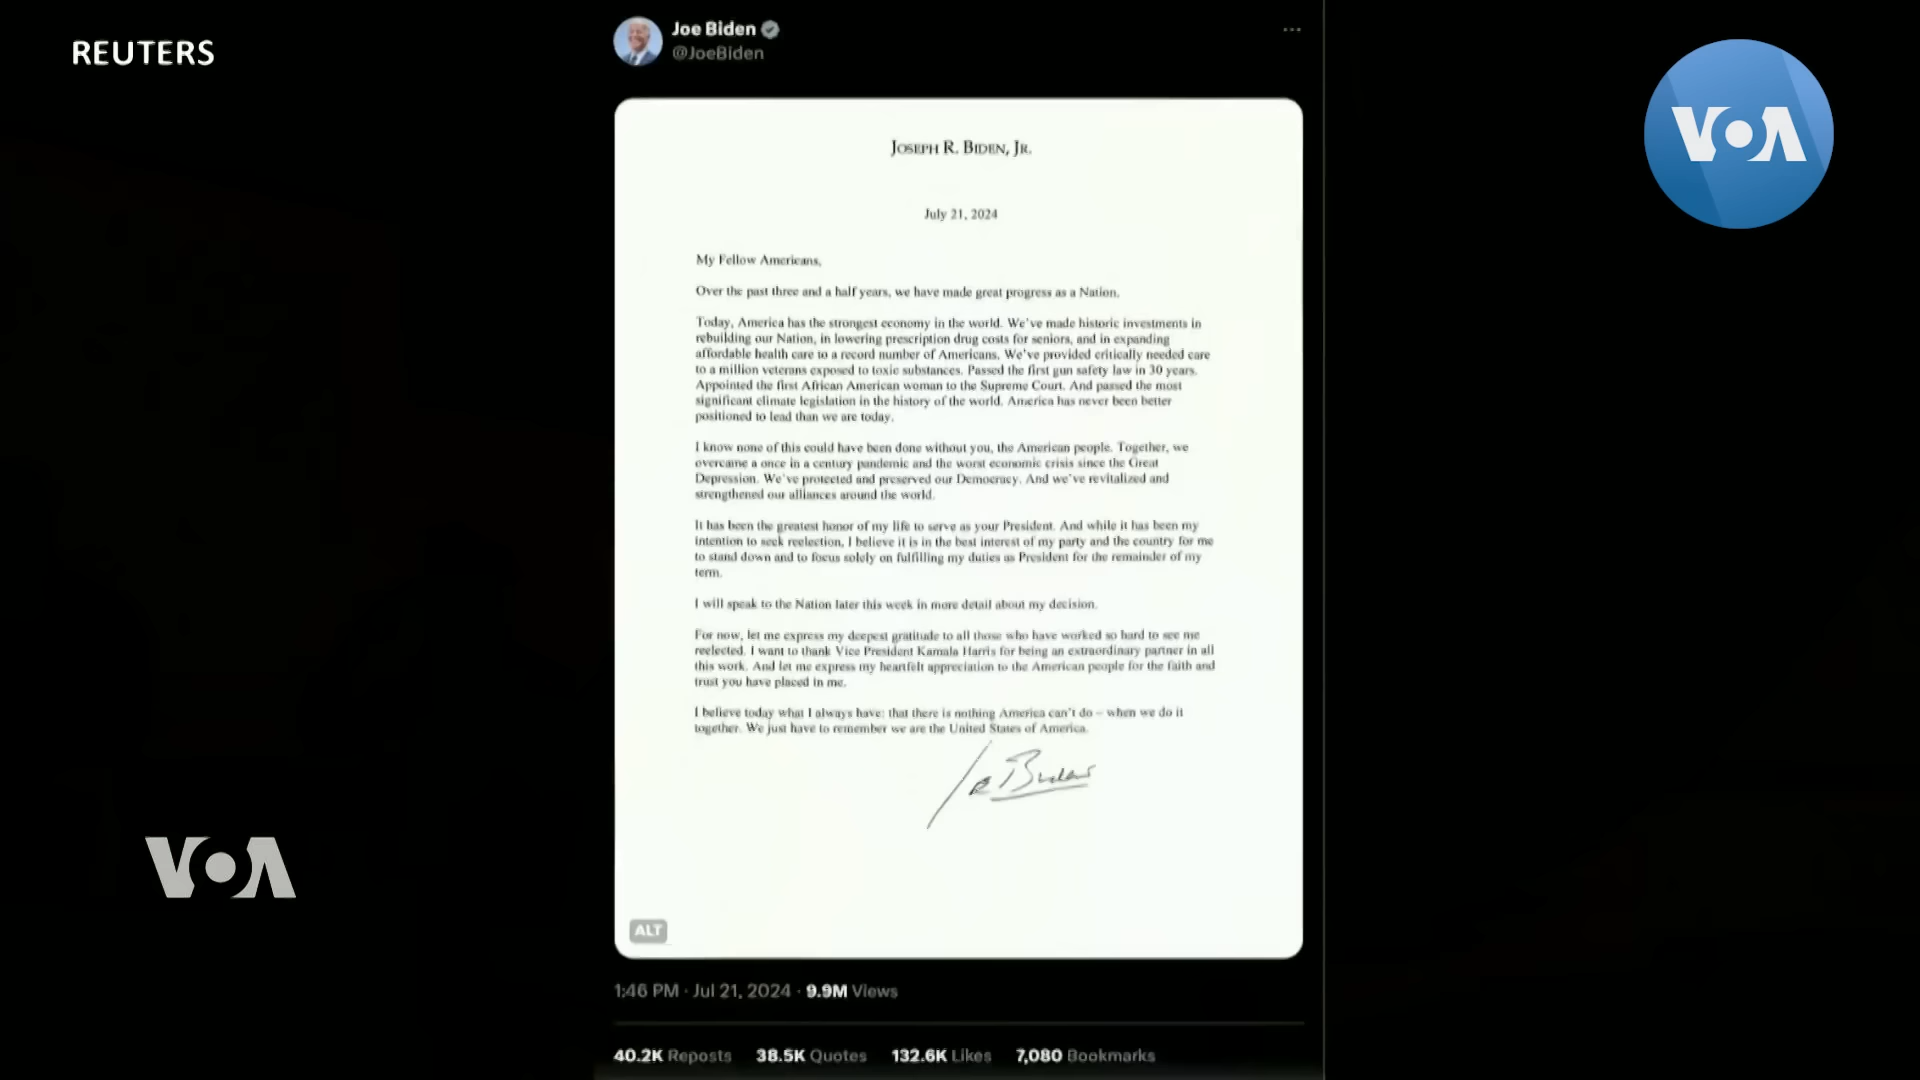 REUTERS
Joe Biden
@JoeBiden
VOA
JOSEPH R. BIDEN, JR.
July 21, 2024
My Fellow Americans,
Over the past three and a half years, we have made great progress as a Nation.
Today, America has the strongest economy in the world. We've made historic investments in
rebuilding our Nation, in lowering prescription drug costs for seniors, and in expanding
affordable health care to a record number of Americans. We've provided critically needed care
to a million veterans exposed to toxic substances. Passed the first gun safety law in 30 years.
Appointed the first African American woman to the Supreme Court. And passed the most
significant climate legislation in the history of the world. America has never been better
positioned to lead than we are today.
I know none of this could have been done without you, the American people. Together, we
overcame a once in a century pandemic and the worst economic crisis since the Great
Depression. We've protected and preserved our Democracy. And we've revitalized and
strengthened our alliances around the world.
It has been the greatest honor of my life to serve as your President. And while it has been my
intention to seek reelection, I believe it is in the best interest of my party and the country for me
to stand down and to focus solely on fulfilling my duties as President for the remainder of my
term.
I will speak to the Nation later this week in more detail about my decision.
For now, let me express my deepest gratitude to all those who have worked so hard to see me
reelected. I want to thank Vice President Kamala Harris for being an extraordinary partner in all
this work. And let me express my heartfelt appreciation to the American people for the faith and
trust you have placed in me.
I believe today what I always have: that there is nothing America can't do – when we do it
together. We just have to remember we are the United States of America.
Joe Biden
VOA
ALT
1:46 PM · Jul 21, 2024 · 9.9M Views
40.2K Reposts 38.5K Quotes 132.6K Likes 7,080 Bookmarks